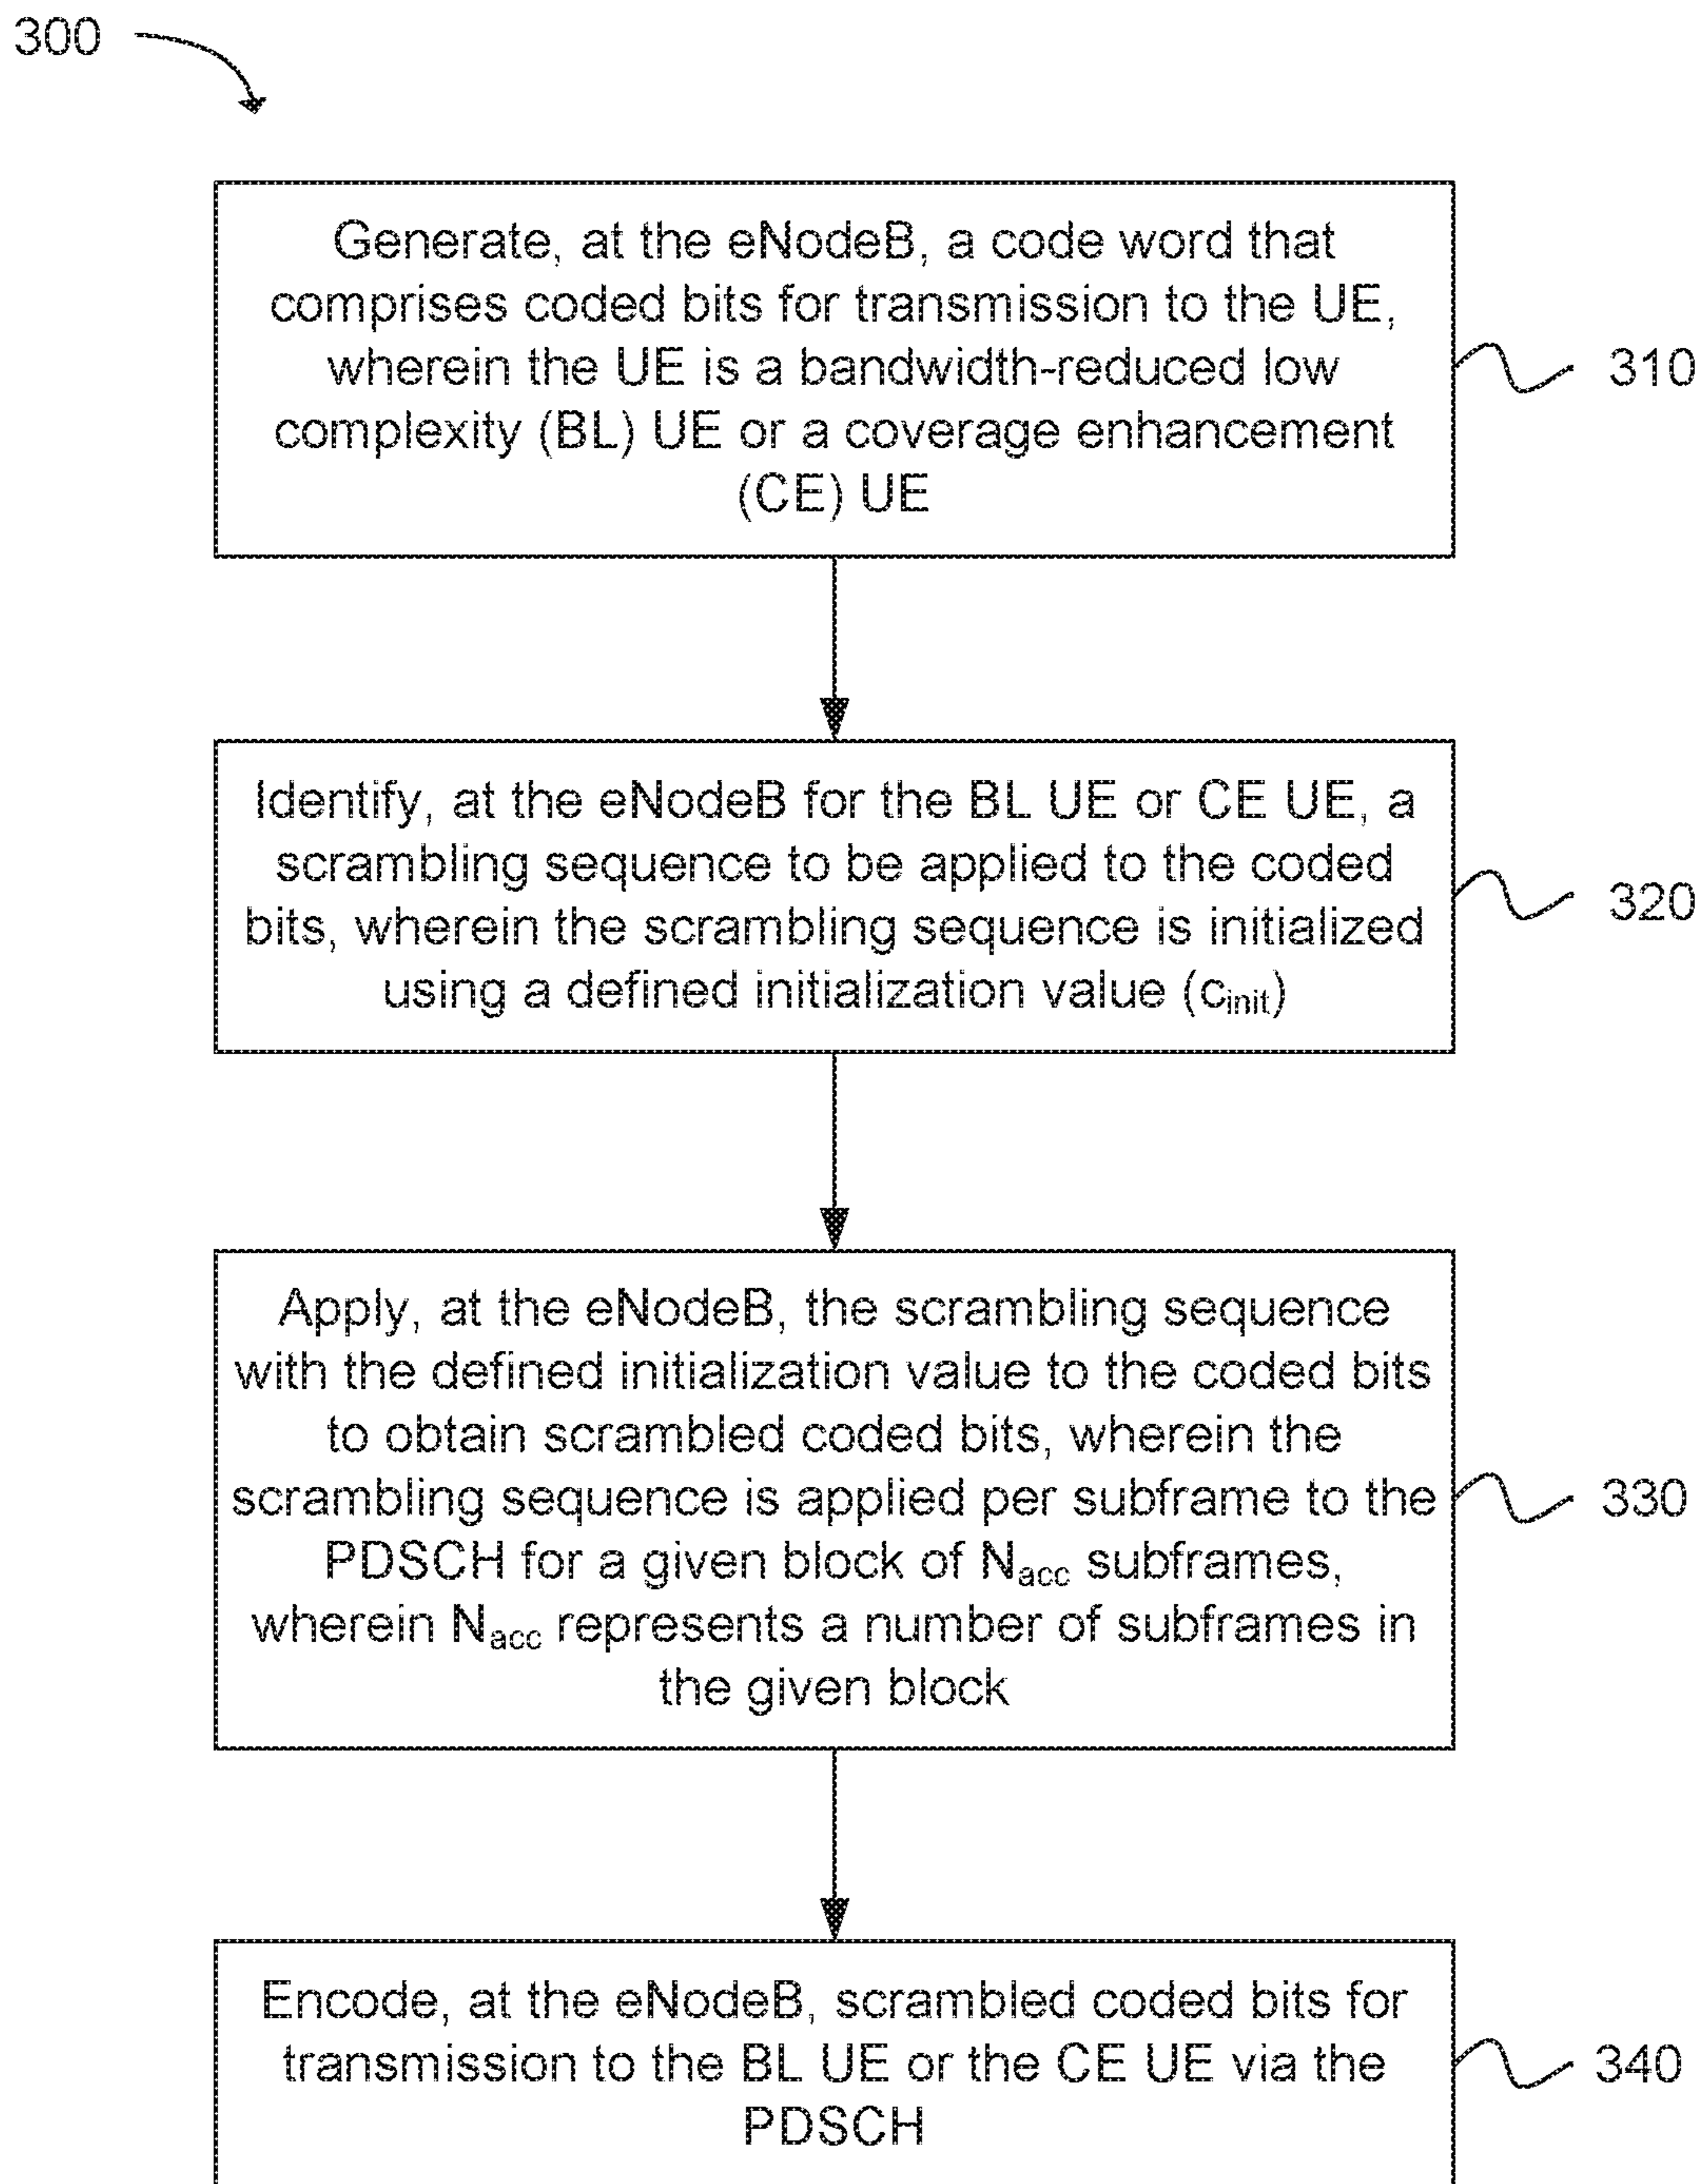 300
Generate, at the eNodeB, a code word that
comprises coded bits for transmission to the UE,
wherein the UE is a bandwidth-reduced low
complexity (BL) UE or a coverage enhancement
(CE) UE
310
Identify, at the eNodeB for the BL UE or CE UE, a
scrambling sequence to be applied to the coded
bits, wherein the scrambling sequence is initialized
using a defined initialization value (cinit)
320
Apply, at the eNodeB, the scrambling sequence
with the defined initialization value to the coded bits
to obtain scrambled coded bits, wherein the
scrambling sequence is applied per subframe to the
PDSCH for a given block of Nacc subframes,
wherein Nacc represents a number of subframes in
the given block
330
Encode, at the eNodeB, scrambled coded bits for
transmission to the BL UE or the CE UE via the
PDSCH
340